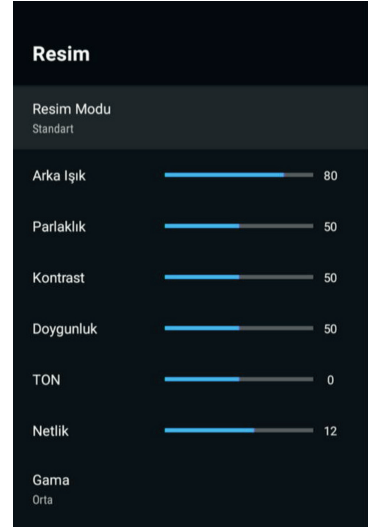 Resim
Resim Modu
Standart
Arka Işık 80
Parlaklık 50
Kontrast 50
Doygunluk 50
TON 0
Netlik 12
Gama
Orta